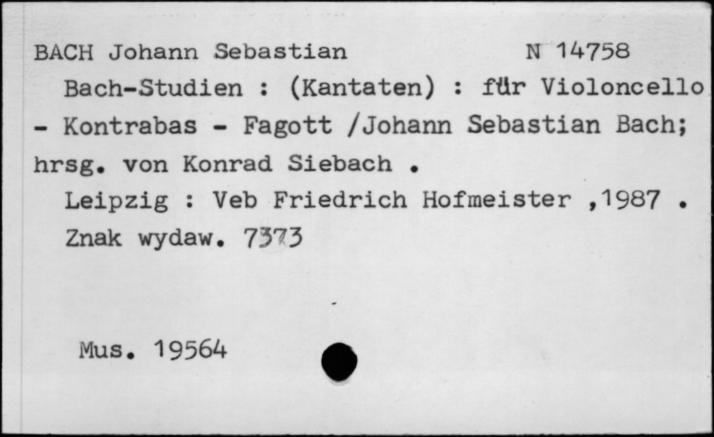 BACH Johann Sebastian N 14758
Bach-Studien : (Kantaten) : für Violoncello
- Kontrabas - Fagott /Johann Sebastian Bach;
hrsg. von Konrad Siebach .
Leipzig : Veb Friedrich Hofmeister ,1987 .
Znak wydaw. 7373
Mus. 19564